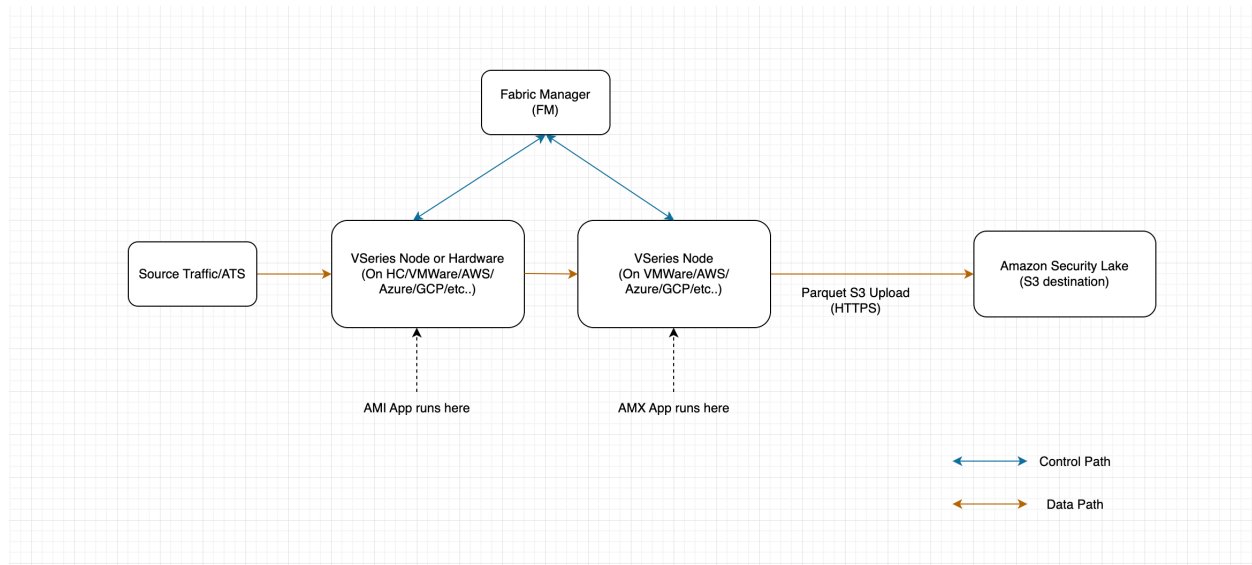 Fabric Manager
(FM)
Source Traffic/ATS
VSeries Node or Hardware
(On HC/VMWare/AWS/
Azure/GCP/etc..)
VSeries Node
(On VMWare/AWS/
Azure/GCP/etc..)
Parquet S3 Upload
(HTTPS)
Amazon Security Lake
(S3 destination)
AMI App runs here
AMX App runs here
Control Path
Data Path